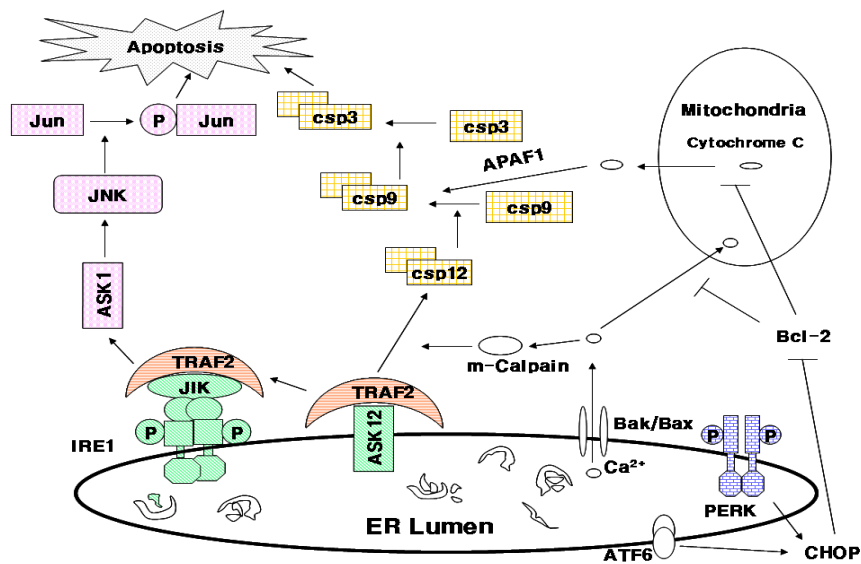 Apoptosis
Jun
P
Jun
csp3
csp3
Mitochondria
Cytochrome C
APAF1
JNK
csp9
csp9
csp12
ASK1
Bcl-2
m-Calpain
TRAF2
JIK
TRAF2
P
P
IRE1
ASK12
Bak/Bax
P
P
Ca²⁺
PERK
ER Lumen
ATF6
CHOP